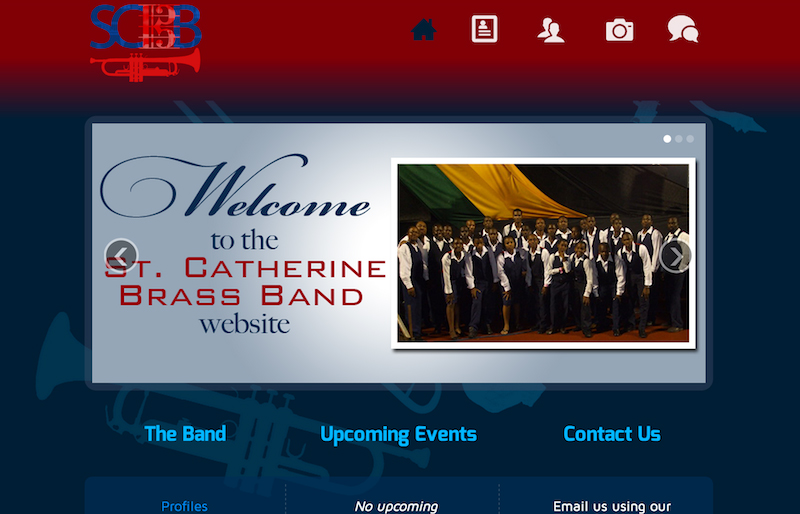 SCBB
Welcome
to the
St. Catherine
Brass Band
website
The Band
Upcoming Events
Contact Us
Profiles
No upcoming
Email us using our